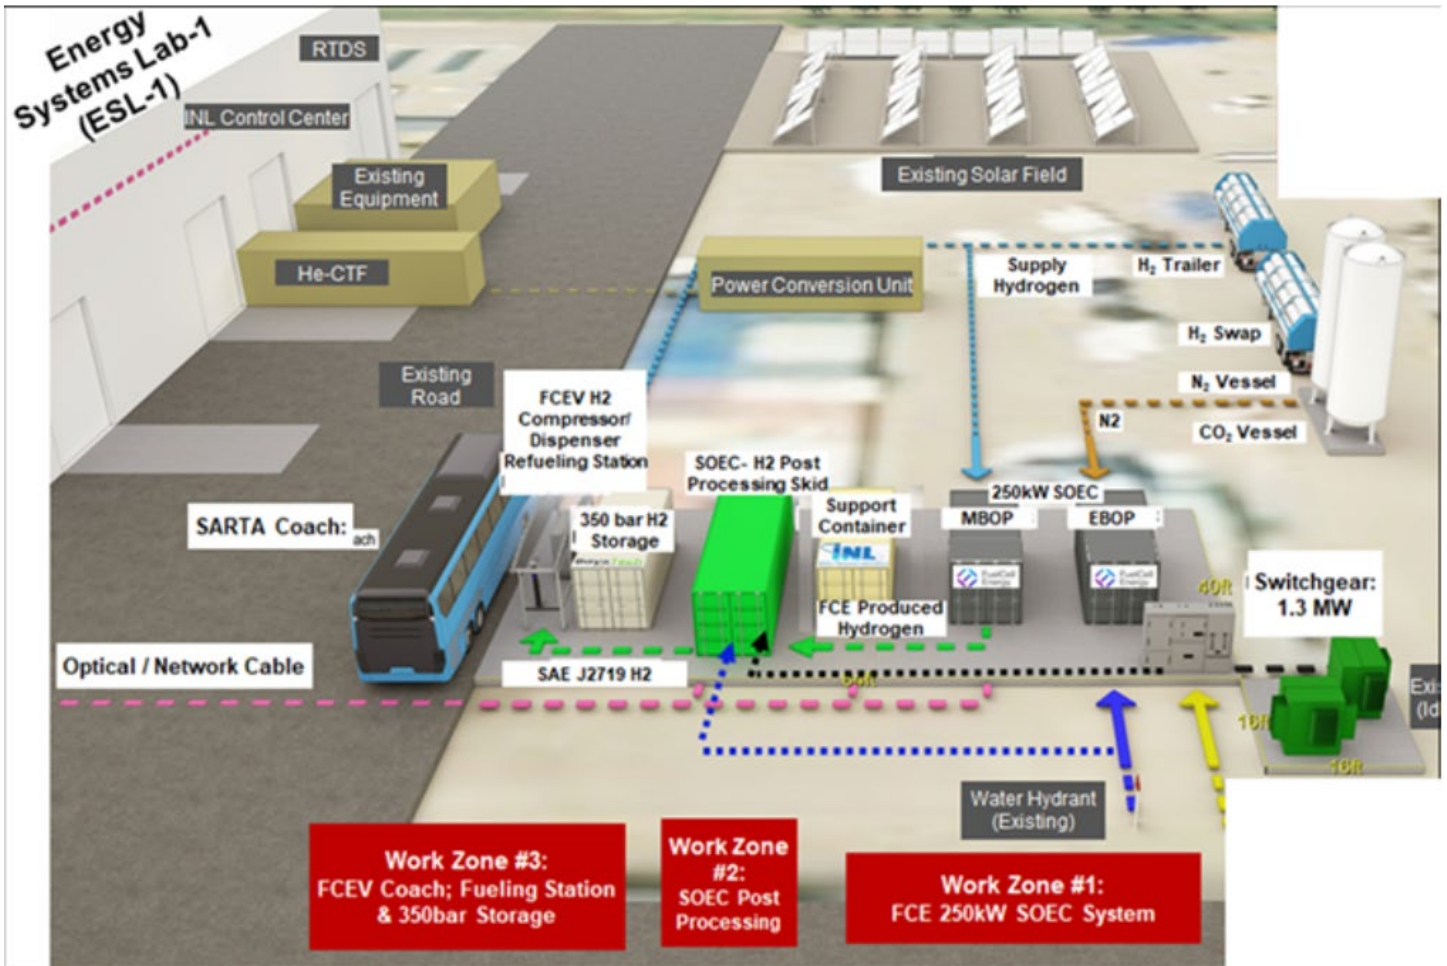 Energy
Systems Lab-1
(ESL-1)
RTDS
INL Control Center
Existing
Equipment
He-CTF
Existing Solar Field
Power Conversion Unit
Supply
Hydrogen
H₂ Trailer
H₂ Swap
N₂ Vessel
N2
CO₂ Vessel
Existing
Road
FCEV H2
Compressor/
Dispenser
Refueling Station
SOEC- H2 Post
Processing Skid
250kW SOEC
MBOP
EBOP
Support
Container
350 bar H2
Storage
SARTA Coach:
ach
INL
FuelCell
Energy
FuelCell
Energy
FCE Produced
Hydrogen
40ft
Switchgear:
1.3 MW
Optical / Network Cable
SAE J2719 H2
16ft
16ft
Water Hydrant
(Existing)
Work Zone #3:
FCEV Coach; Fueling Station
& 350bar Storage
Work Zone
#2:
SOEC Post
Processing
Work Zone #1:
FCE 250kW SOEC System